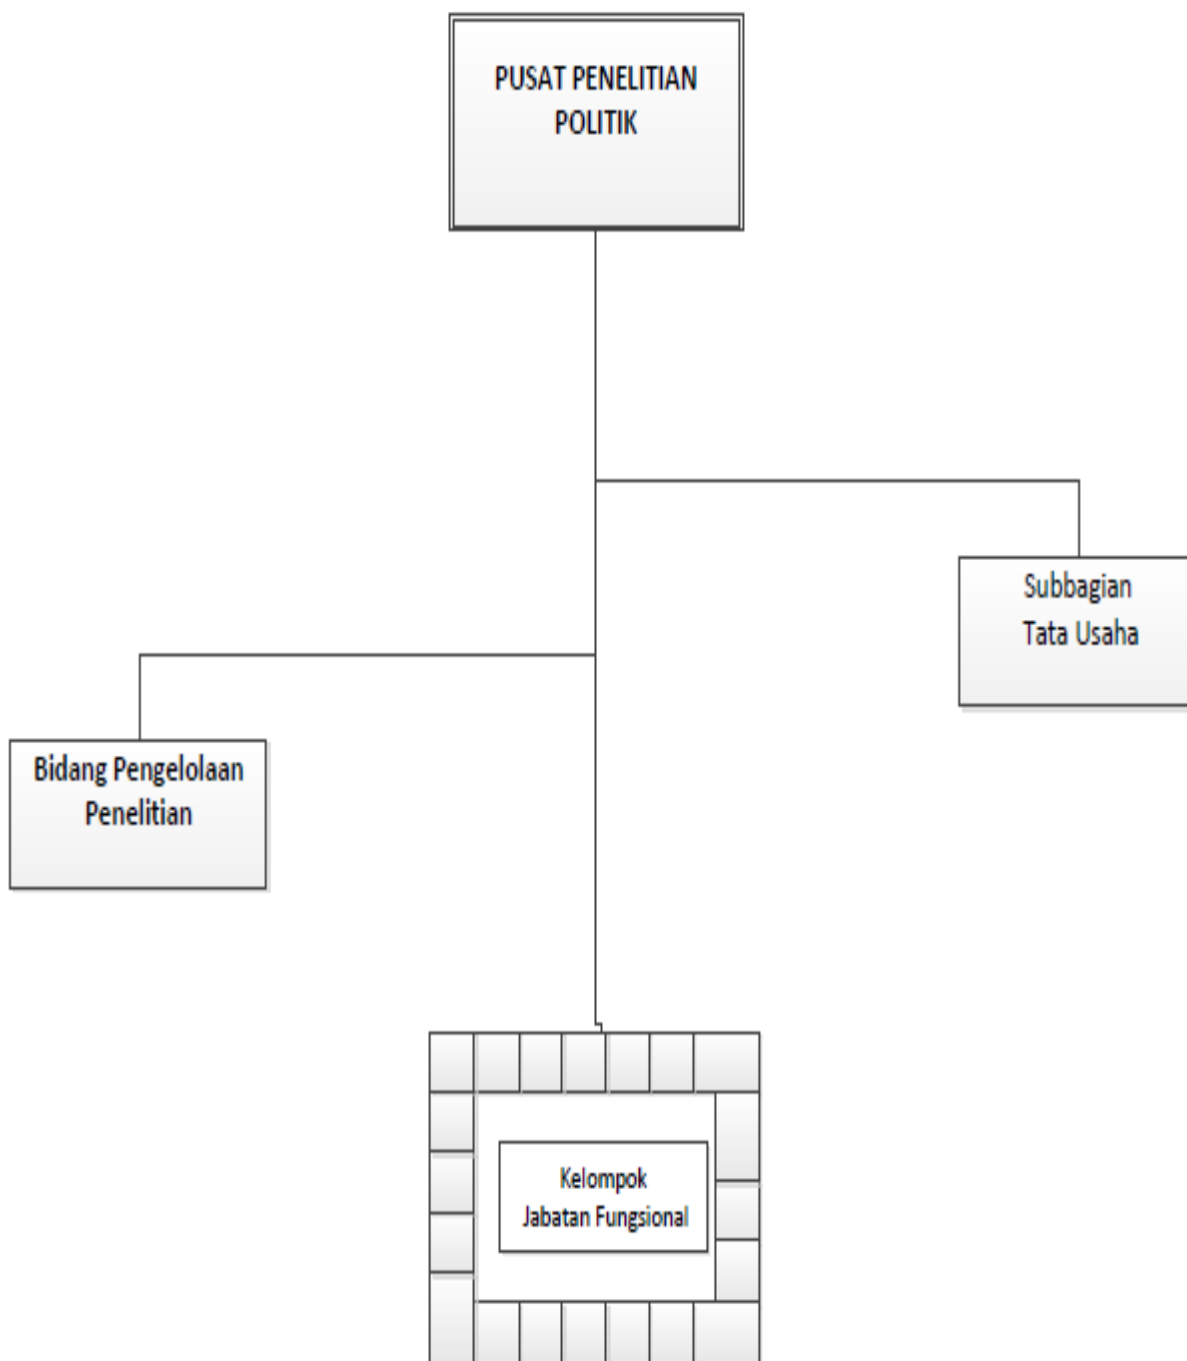 PUSAT PENELITIAN
POLITIK
Subbagian
Tata Usaha
Bidang Pengelolaan
Penelitian
Kelompok
Jabatan Fungsional